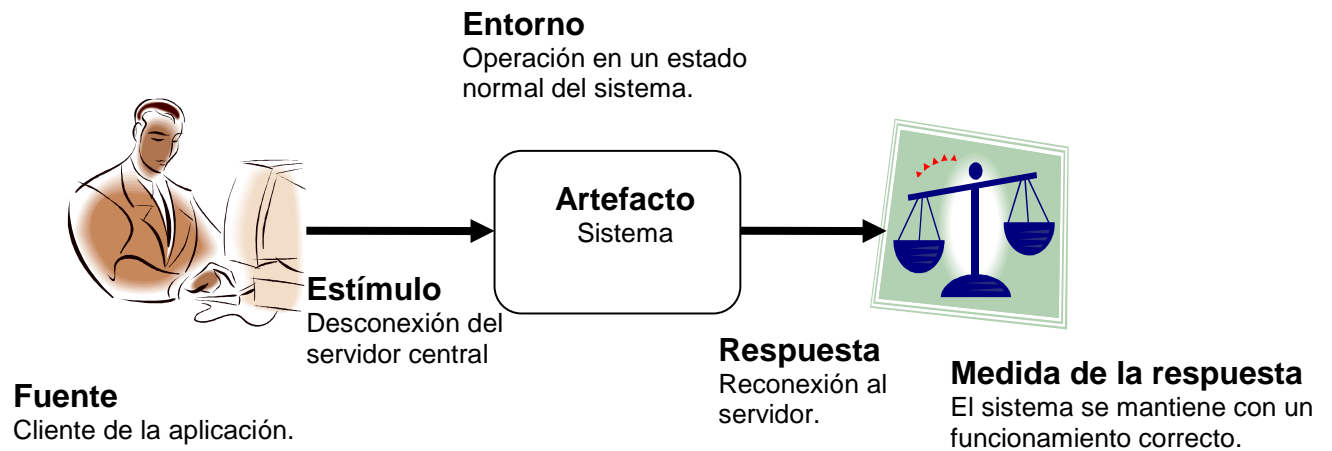 Entorno
Operación en un estado
normal del sistema.
Artefacto
Sistema
Estímulo
Desconexión del
servidor central
Respuesta
Reconexión al
servidor.
Medida de la respuesta
El sistema se mantiene con un
funcionamiento correcto.
Fuente
Cliente de la aplicación.